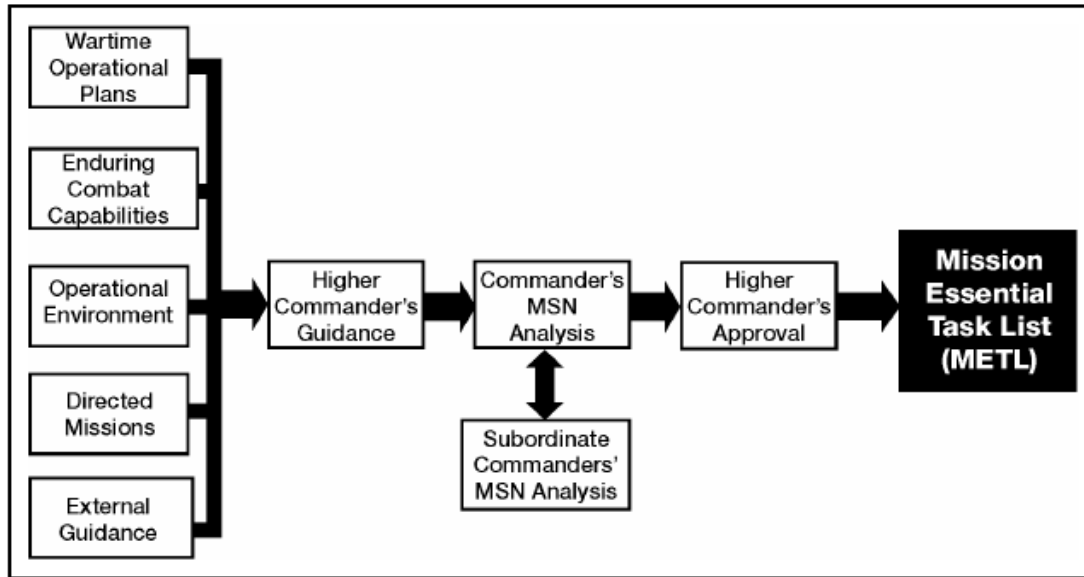 Wartime
Operational
Plans
Enduring
Combat
Capabilities
Operational
Environment
Directed
Missions
External
Guidance
Higher
Commander's
Guidance
Commander's
MSN
Analysis
Subordinate
Commanders'
MSN Analysis
Higher
Commander's
Approval
Mission
Essential
Task List
(METL)